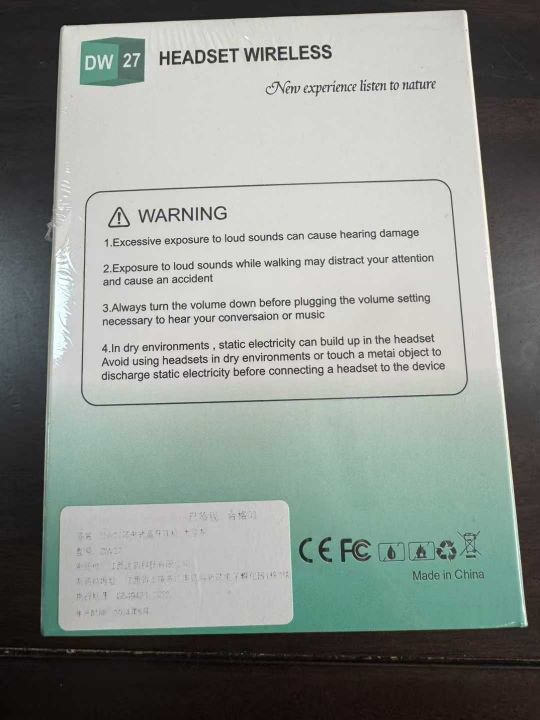 DW 27
HEADSET WIRELESS
New experience listen to nature
WARNING
1.Excessive exposure to loud sounds can cause hearing damage
2.Exposure to loud sounds while walking may distract your attention
and cause an accident
3.Always turn the volume down before plugging the volume setting
necessary to hear your conversaion or music
4.In dry environments , static electricity can build up in the headset
Avoid using headsets in dry environments or touch a metai object to
discharge static electricity before connecting a headset to the device
CE FC
Made in China